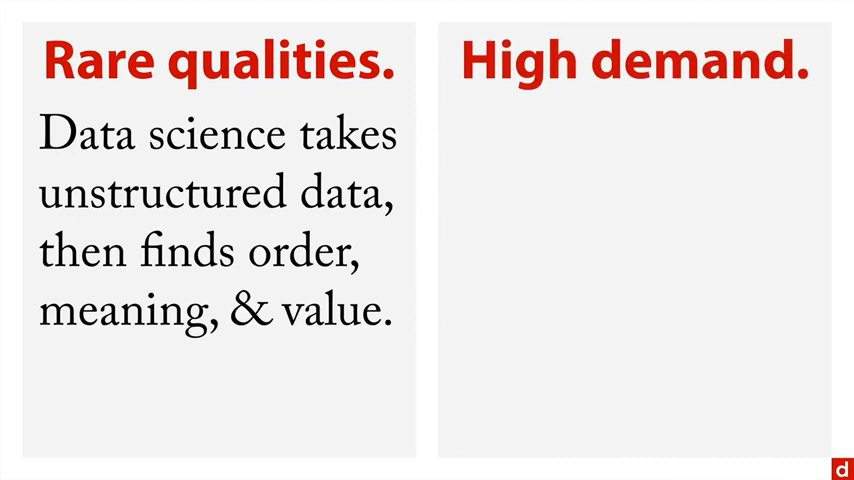 Rare qualities.
Data science takes
unstructured data,
then finds order,
meaning, & value.
High demand.
d